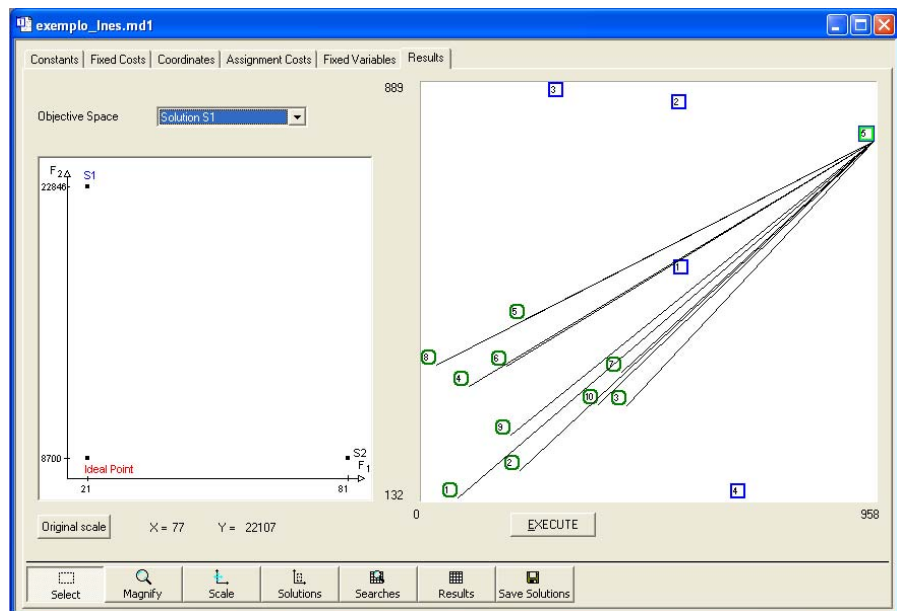 exemplo_Ines.md1
Constants Fixed Costs Coordinates Assignment Costs Fixed Variables Results
Objective Space Solution S1
889
3
2
5
F2 S1
22846
1
5
8 6 7
4
10 3
9
2
8700 S2
Ideal Point F1
1 4
21 81
132
0 958
Original scale X = 77 Y = 22107 EXECUTE
Select Magnify Scale Solutions Searches Results Save Solutions